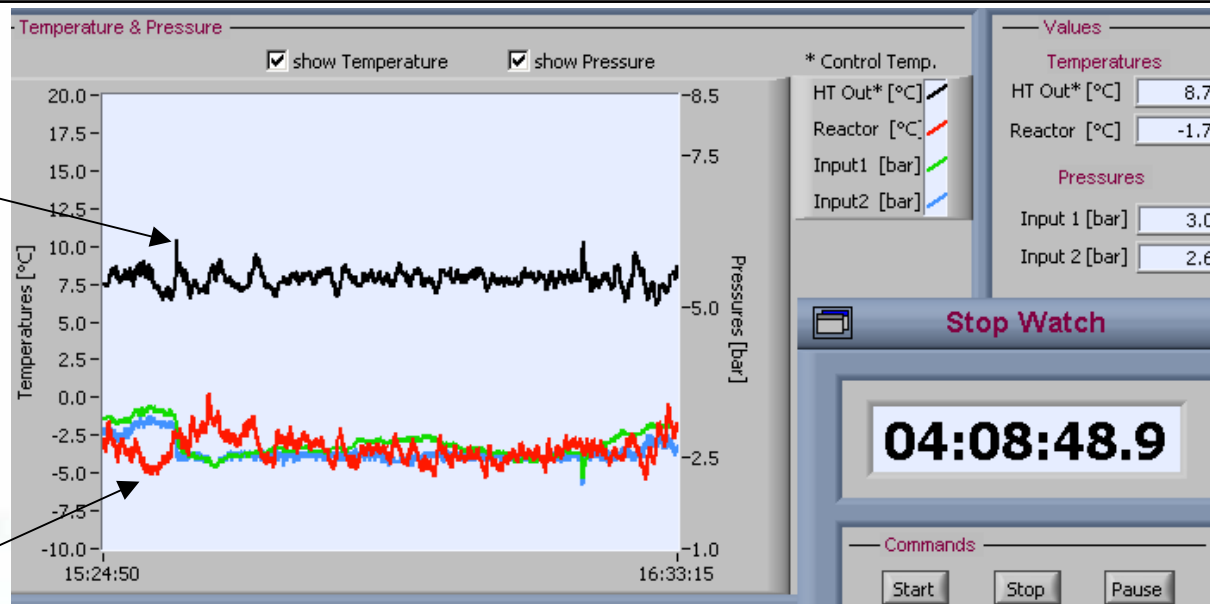 Temperature & Pressure
show Temperature
show Pressure
* Control Temp.
HT Out* [°C]
Reactor [°C]
Input1 [bar]
Input2 [bar]
Temperatures [°C]
20.0
17.5
15.0
12.5
10.0
7.5
5.0
2.5
0.0
-2.5
-5.0
-7.5
-10.0
8.5
7.5
5.0
2.5
1.0
Pressures [bar]
15:24:50
16:33:15
Values
Temperatures
HT Out* [°C] 8.7
Reactor [°C] -1.7
Pressures
Input 1 [bar] 3.0
Input 2 [bar] 2.6
Stop Watch
04:08:48.9
Commands
Start
Stop
Pause